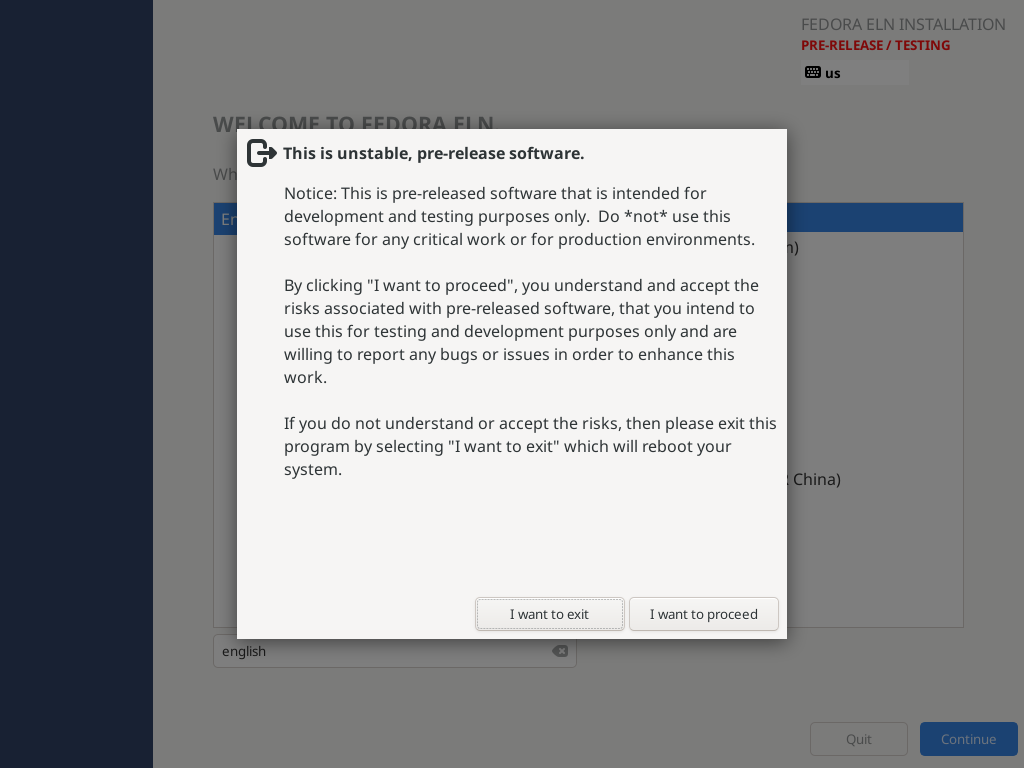 FEDORA ELN INSTALLATION
PRE-RELEASE / TESTING
us
WELCOME TO FEDORA ELN
This is unstable, pre-release software.
Notice: This is pre-released software that is intended for
development and testing purposes only.  Do *not* use this
software for any critical work or for production environments.
By clicking "I want to proceed", you understand and accept the
risks associated with pre-released software, that you intend to
use this for testing and development purposes only and are
willing to report any bugs or issues in order to enhance this
work.
If you do not understand or accept the risks, then please exit this
program by selecting "I want to exit" which will reboot your
system.
China)
I want to exit
I want to proceed
english
Quit
Continue